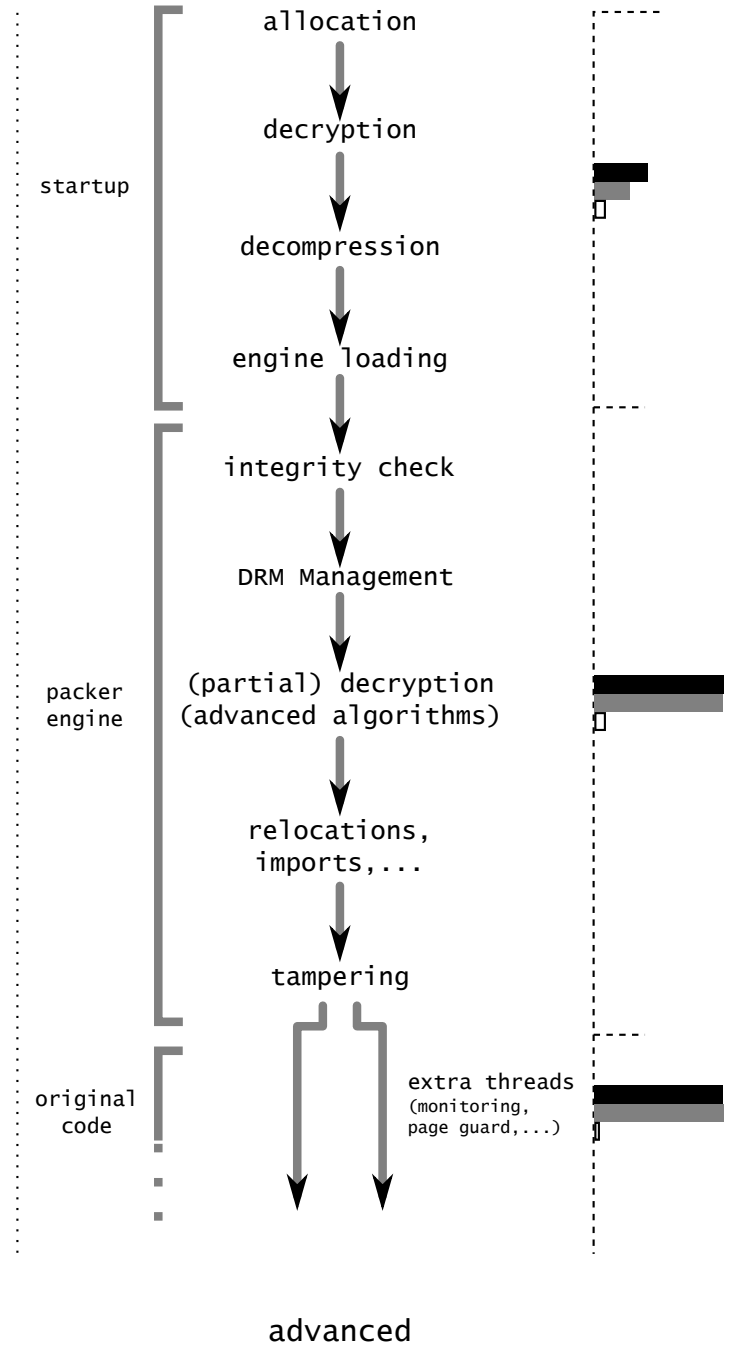 allocation
decryption
startup
decompression
engine loading
integrity check
DRM Management
(partial) decryption
(advanced algorithms)
packer
engine
relocations,
imports,...
tampering
original
code
extra threads
(monitoring,
page guard,...)
advanced